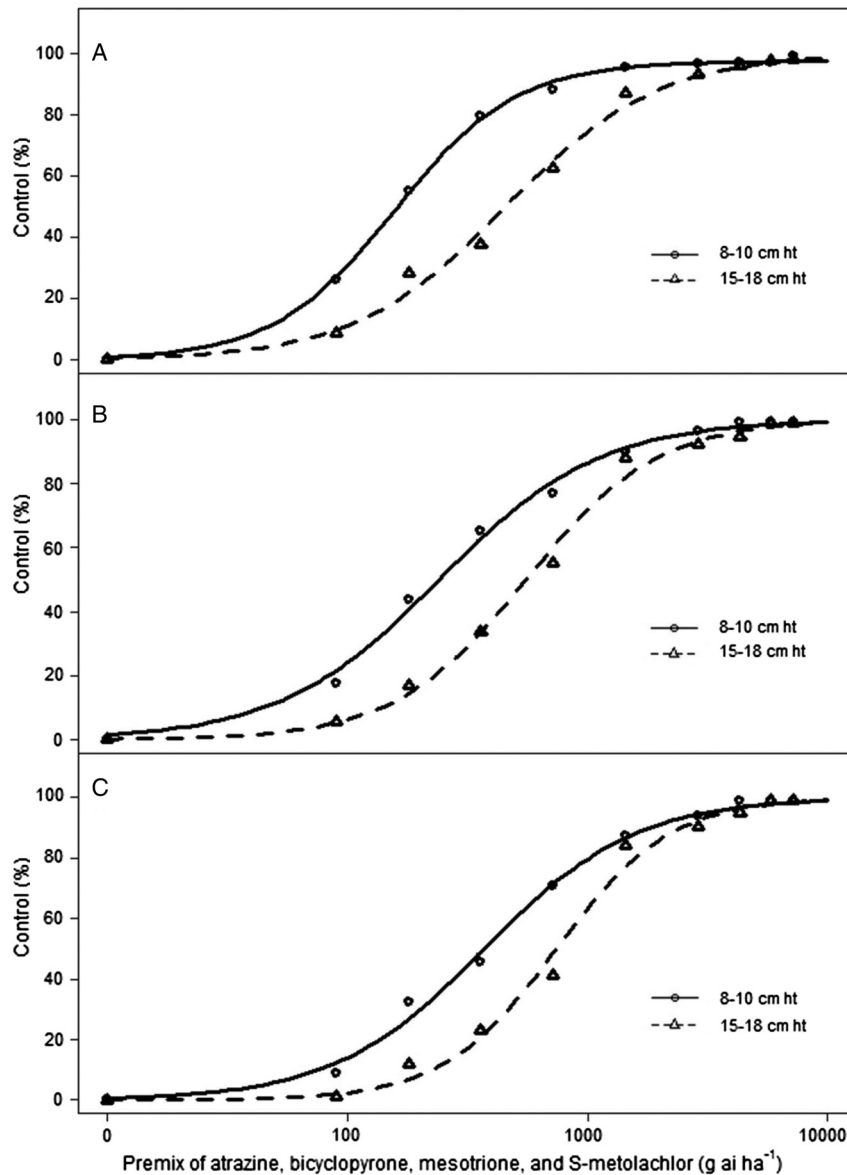 A
100
80
60
40
20
0
Control (%)
8-10 cm ht
15-18 cm ht
B
100
80
60
40
20
0
Control (%)
8-10 cm ht
15-18 cm ht
C
100
80
60
40
20
0
Control (%)
8-10 cm ht
15-18 cm ht
0 100 1000 10000
Premix of atrazine, bicyclopyrone, mesotrione, and S-metolachlor (g ai ha⁻¹)